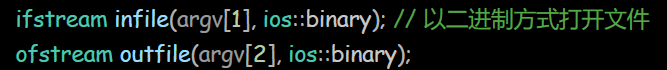 ifstream infile(argv[1], ios::binary); // 以二进制方式打开文件
ofstream outfile(argv[2], ios::binary);